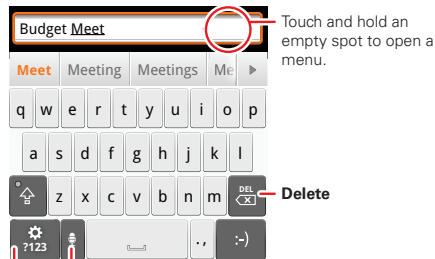 Budget Meet
Touch and hold an
empty spot to open a
menu.
Meet Meeting Meetings Me
q w e r t y u i o p
a s d f g h j k l
z x c v b n m DEL
Delete
?123 ., :-)